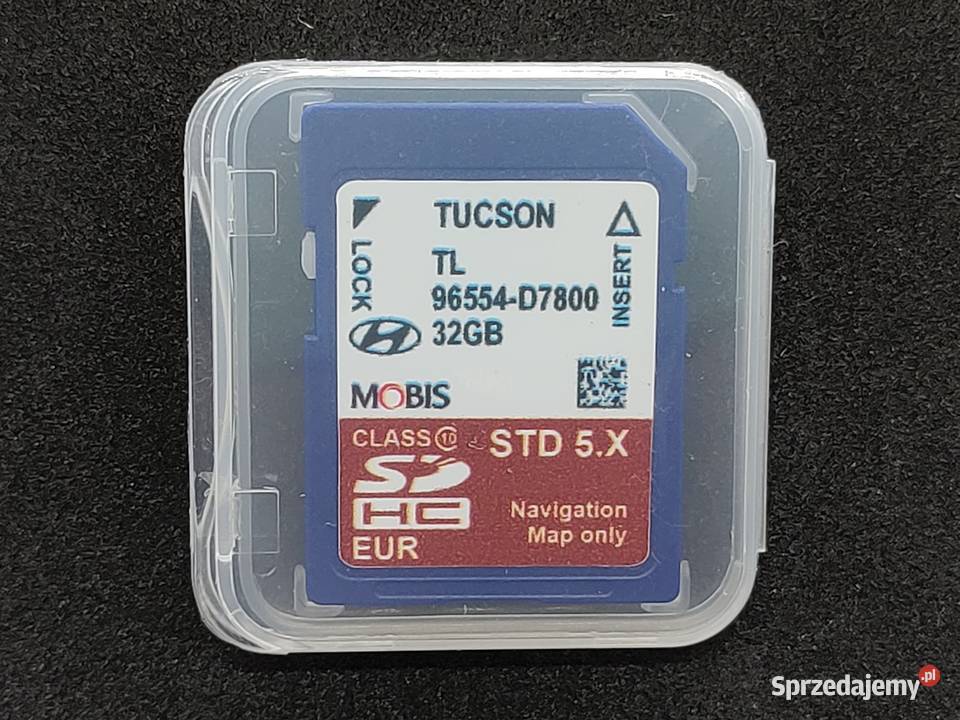 TUCSON
LOCK
TL
INSERT
96554-D7800
32GB
MOBIS
CLASS 10
STD 5.X
SD
HC
Navigation
Map only
EUR
Sprzedajemy.pl